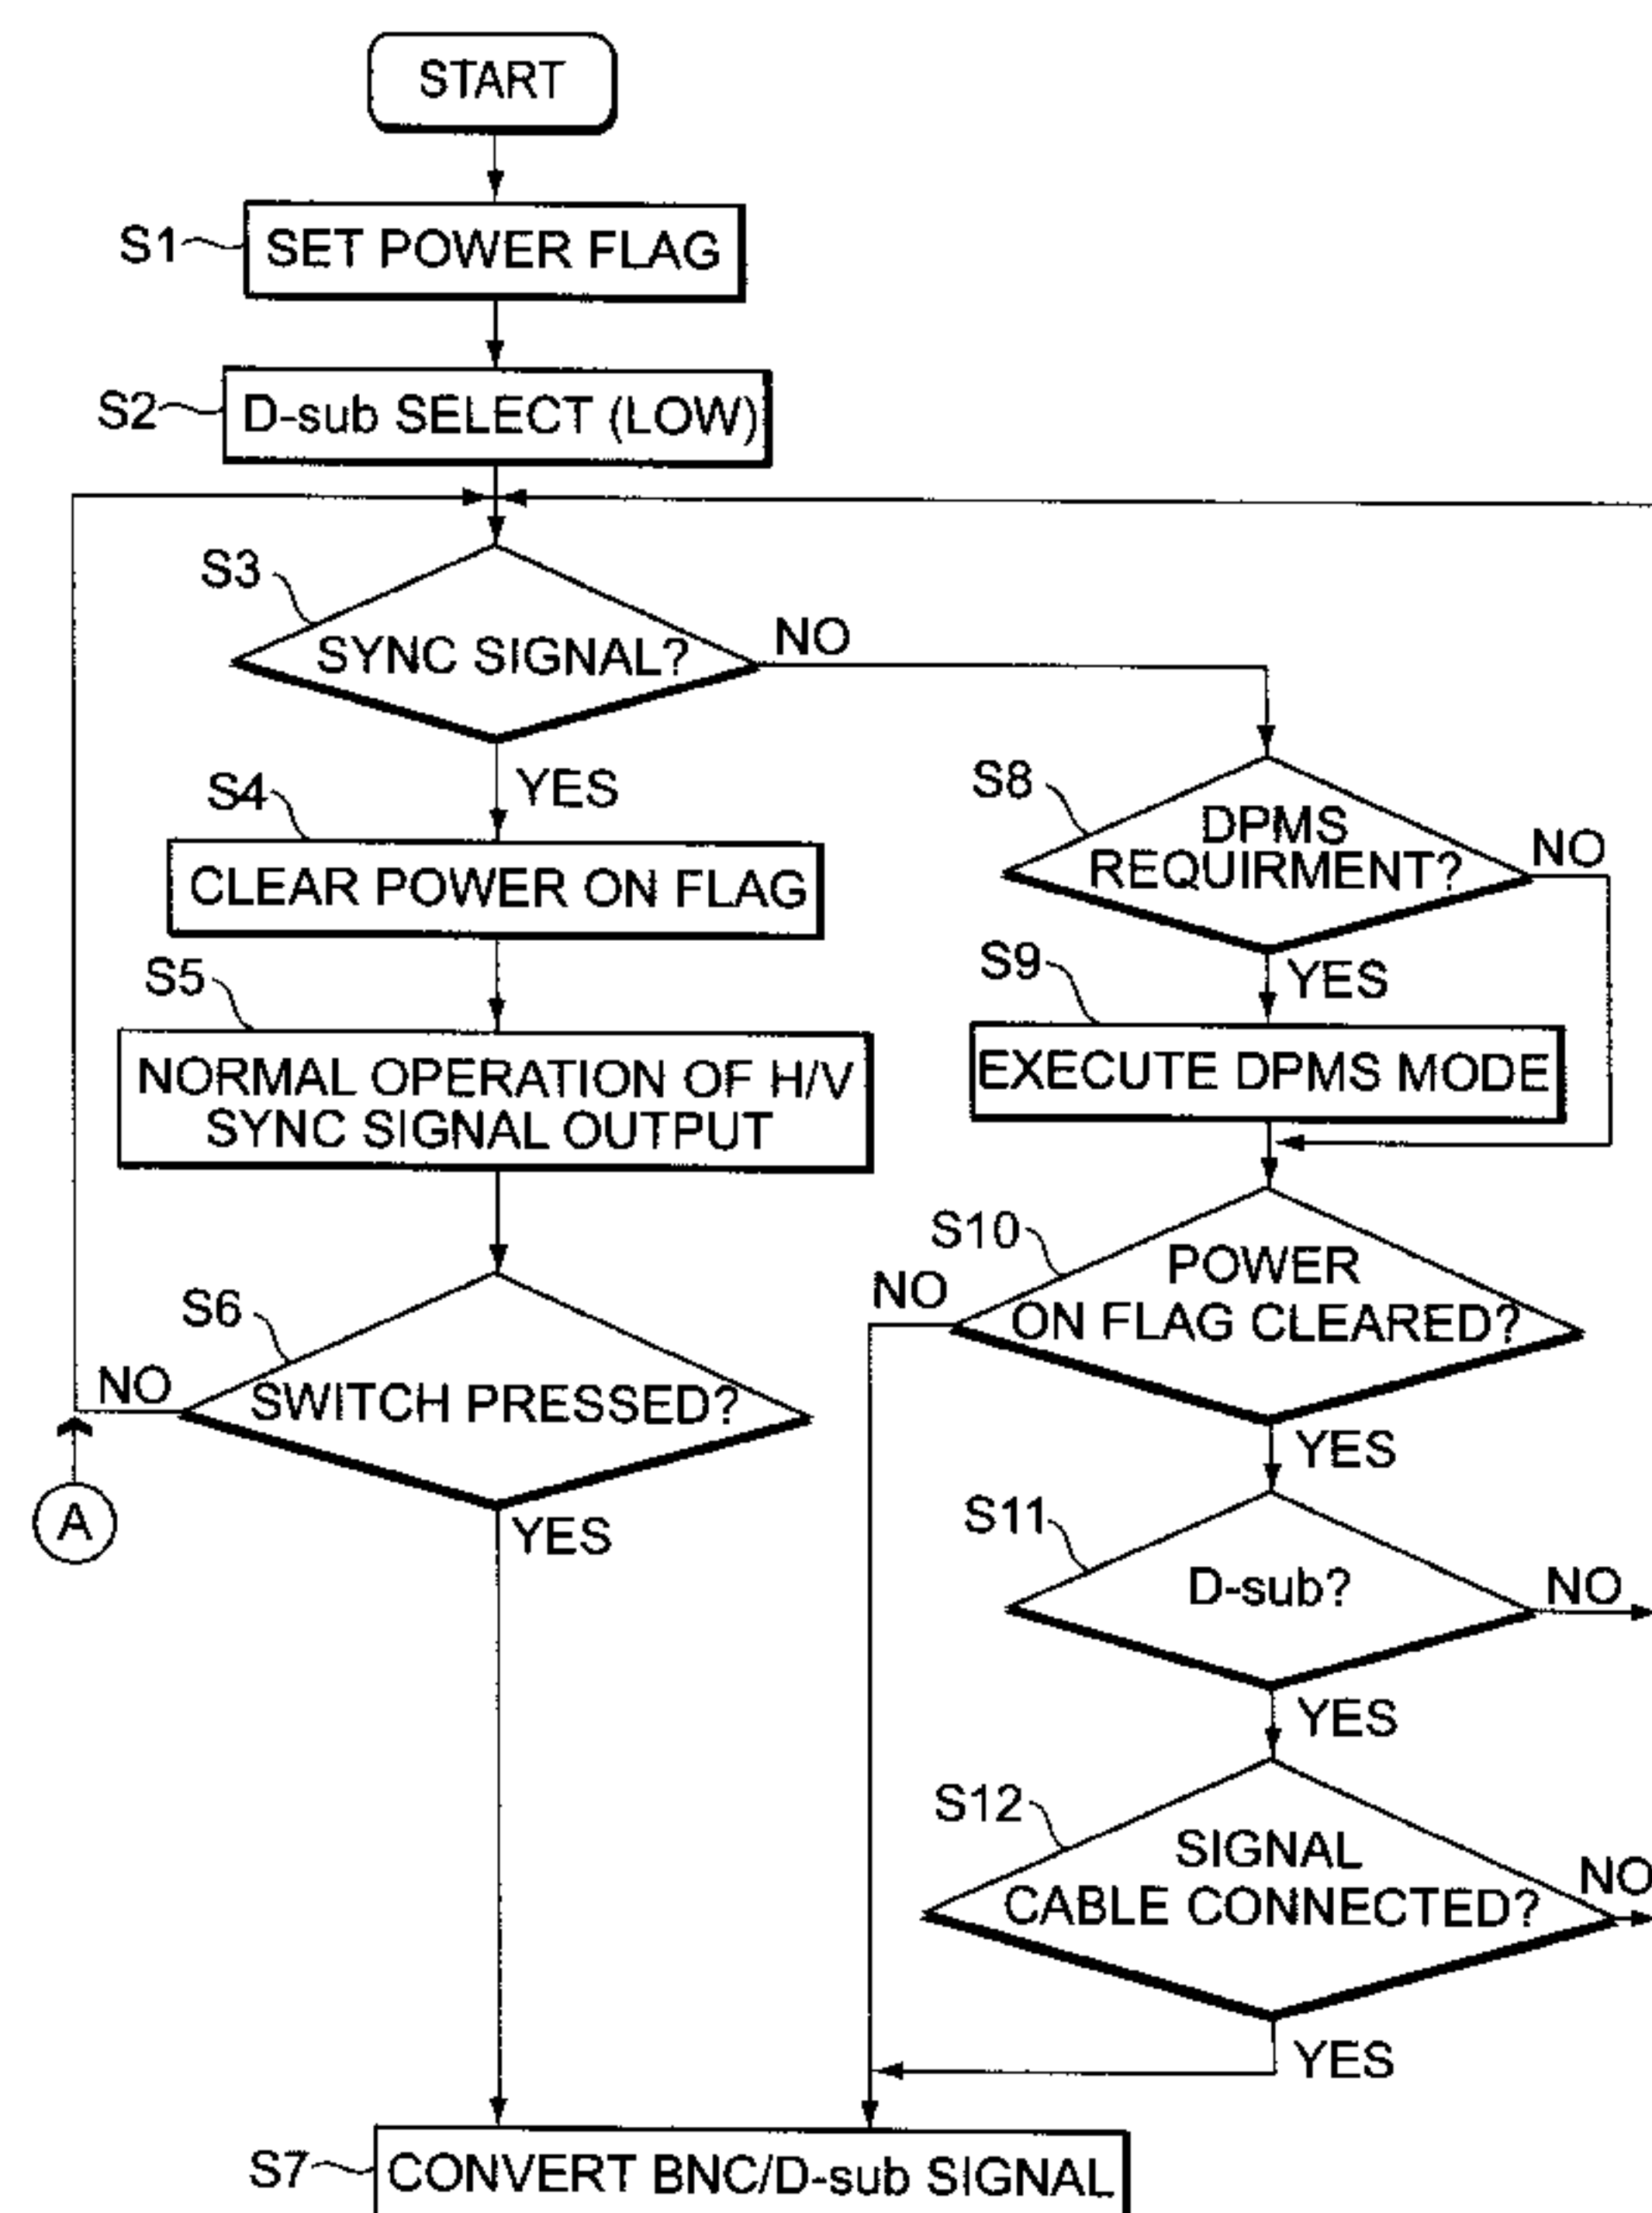 START
S1
SET POWER FLAG
S2
D-sub SELECT (LOW)
S3
SYNC SIGNAL?
NO
YES
S4
CLEAR POWER ON FLAG
S5
NORMAL OPERATION OF H/V
SYNC SIGNAL OUTPUT
S6
SWITCH PRESSED?
NO
A
YES
S8
DPMS
REQUIRMENT?
NO
YES
S9
EXECUTE DPMS MODE
S10
POWER
ON FLAG CLEARED?
NO
YES
S11
D-sub?
NO
YES
S12
SIGNAL
CABLE CONNECTED?
NO
YES
S7
CONVERT BNC/D-sub SIGNAL